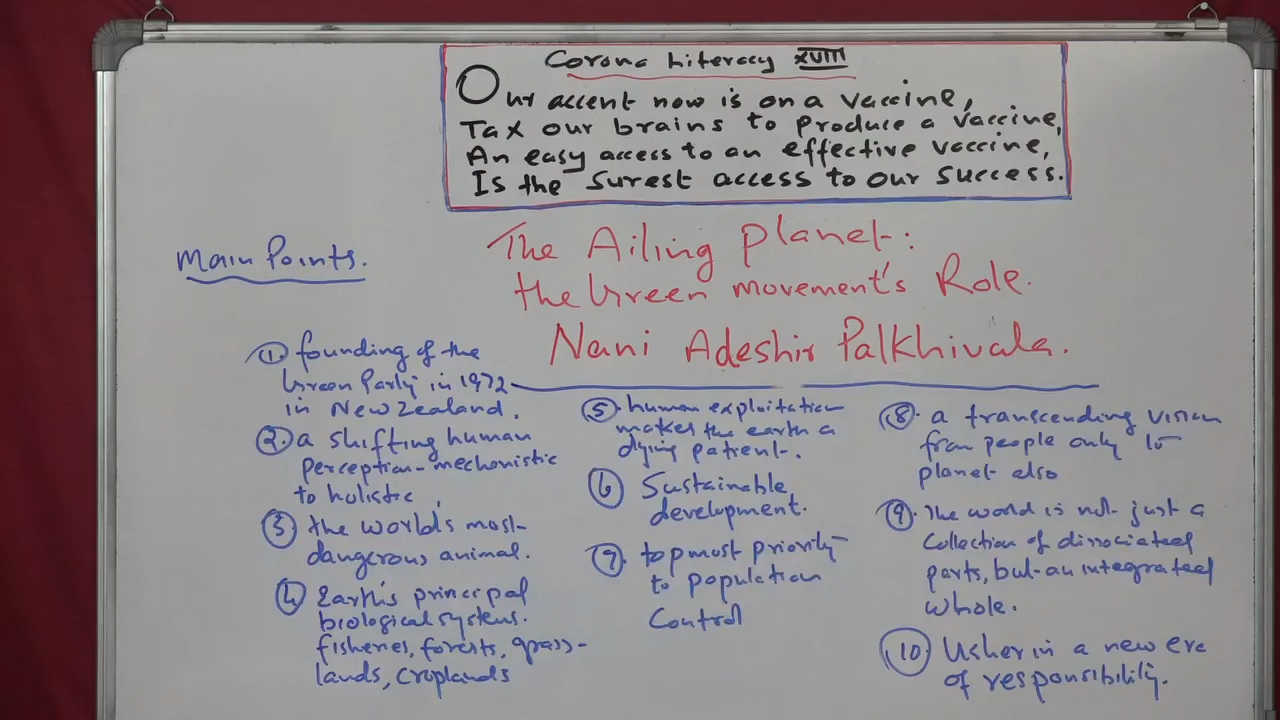 Corona Literacy XVIII
Our accent now is on a vaccine,
Tax our brains to produce a vaccine,
An easy access to an effective vaccine,
Is the surest access to our success.
The Ailing Planet:
the Green movement's Role.
Nani Adeshir Palkhivala.
Main Points.
1. founding of the
Green Party in 1972
in New Zealand.
2. a shifting human
perception-mechonistic
to holistic,
3 the world's most
dangerous animal.
4 Earth's principal
biological systems.
fisheries, forests, grass-
lands, croplands
5. human exploitation
makes the earth a
dying patient.
6 Sustainable
development.
7. topmost priority
to population
Control
8. a transcending vision
from people only to
planet also
9. The world is not just a
Collection of dissociated
parts, but an integrated
whole.
10 Usher in a new era
of responsibility.